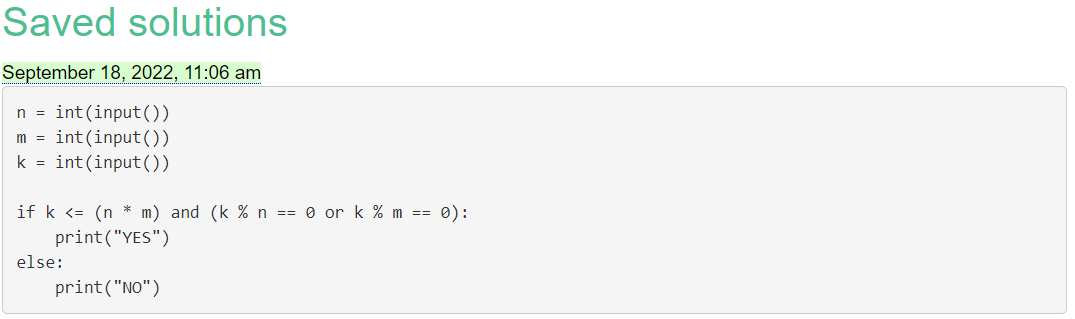 Saved solutions
September 18, 2022, 11:06 am
n = int(input())
m = int(input())
k = int(input())

if k <= (n * m) and (k % n == 0 or k % m == 0):
    print("YES")
else:
    print("NO")